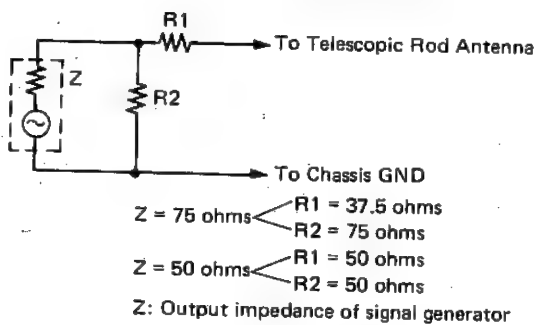 R1
To Telescopic Rod Antenna
Z
R2
To Chassis GND
Z = 75 ohms
R1 = 37.5 ohms
R2 = 75 ohms
Z = 50 ohms
R1 = 50 ohms
R2 = 50 ohms
Z: Output impedance of signal generator